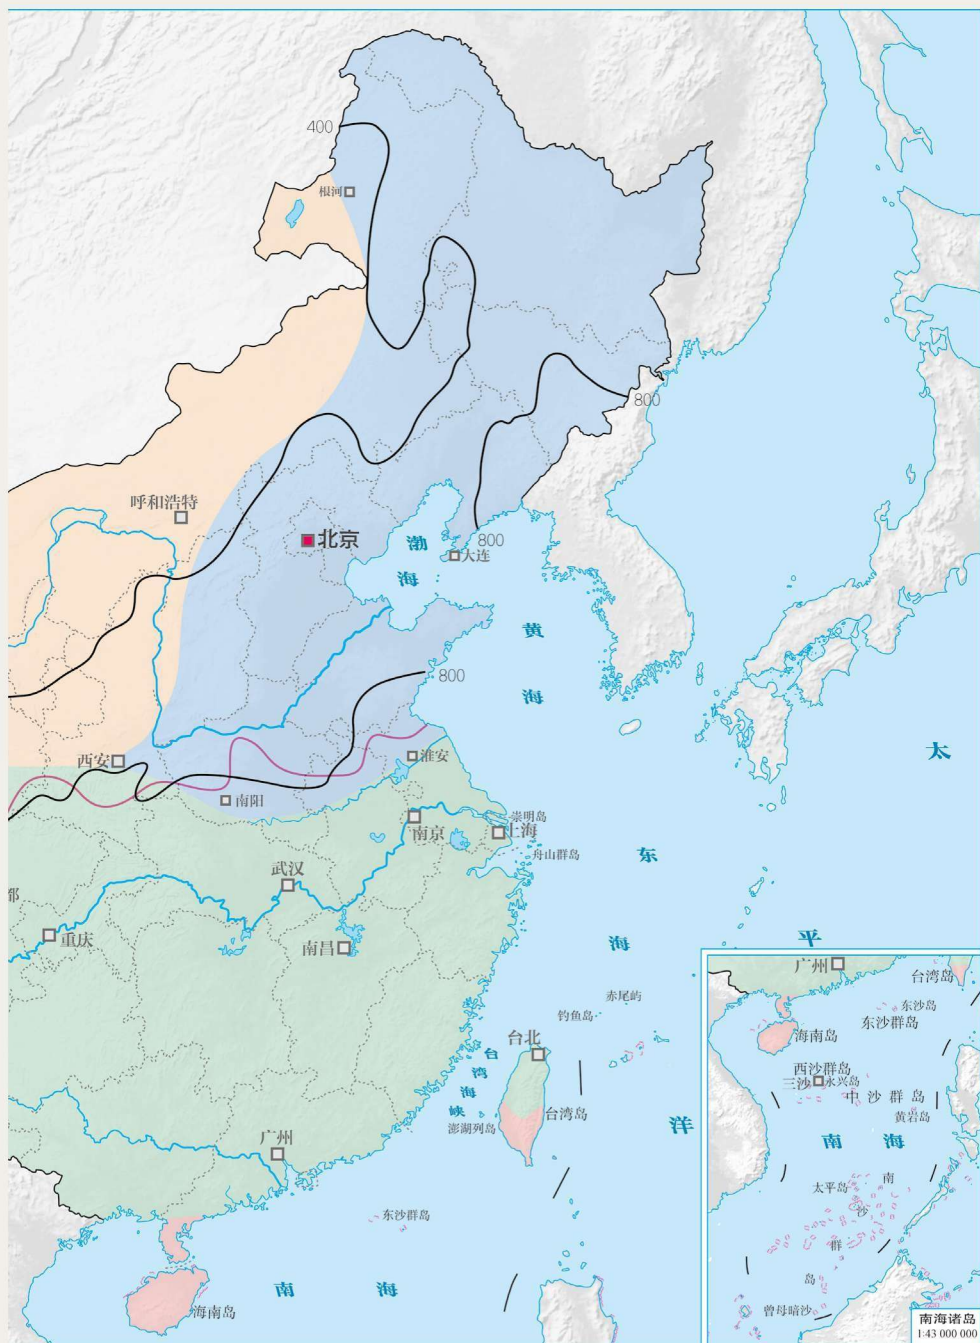 400
根河
800
呼和浩特
北京
渤
海
800
大连
黄
海
800
太
西安
淮安
南阳
崇明岛
南京
上海
舟山群岛
东
武汉
都
重庆
南昌
海
平
赤尾屿
钓鱼岛
台北
台
湾
海
峡
台湾岛
澎湖列岛
洋
广州
东沙群岛
南
海
海南岛
广州
台湾岛
东沙岛
东沙群岛
海南岛
西沙群岛
三沙
永兴岛
中沙群岛
黄岩岛
南
海
太平岛
南
沙
群
岛
曾母暗沙
南海诸岛
1:43 000 000